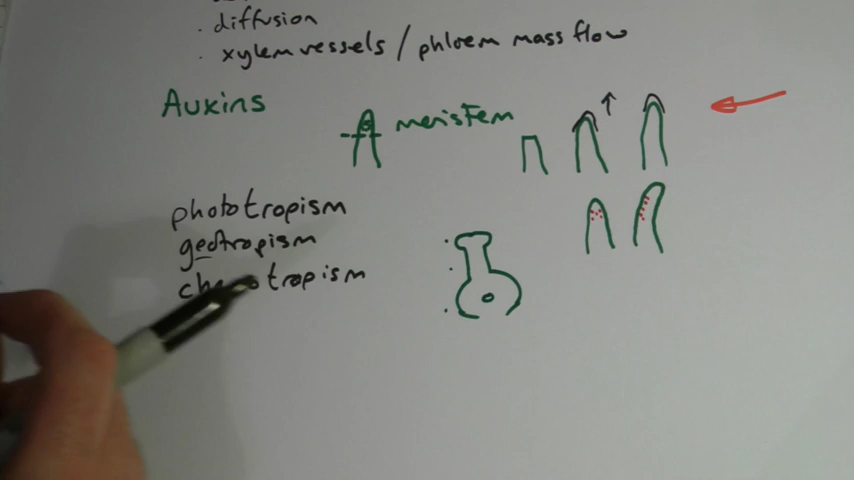 . diffusion
. xylem vessels / phloem mass flow
Auxins
meristem
phototropism
geotropism